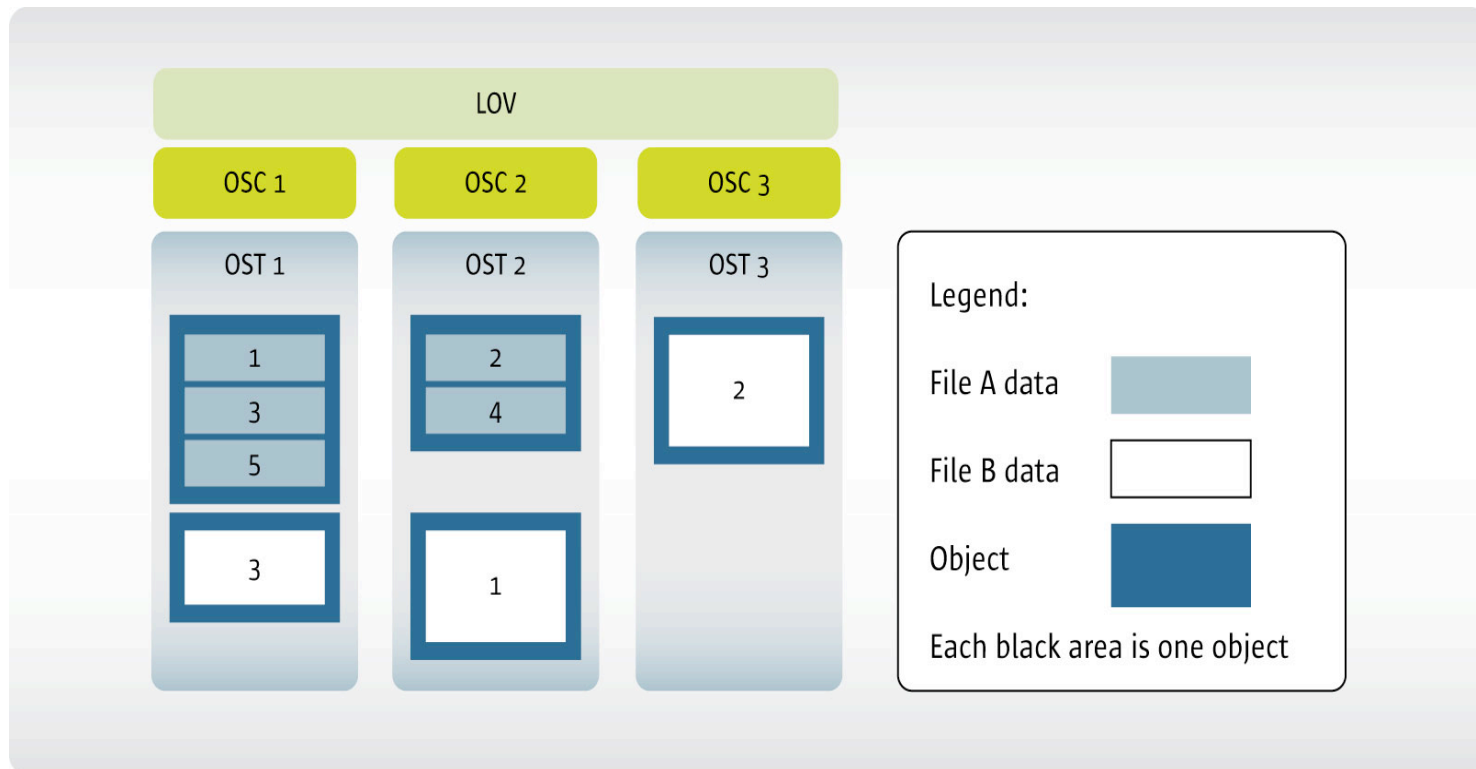 LOV
OSC 1
OSC 2
OSC 3
OST 1
OST 2
OST 3
1
3
5
3
2
4
1
2
Legend:
File A data
File B data
Object
Each black area is one object